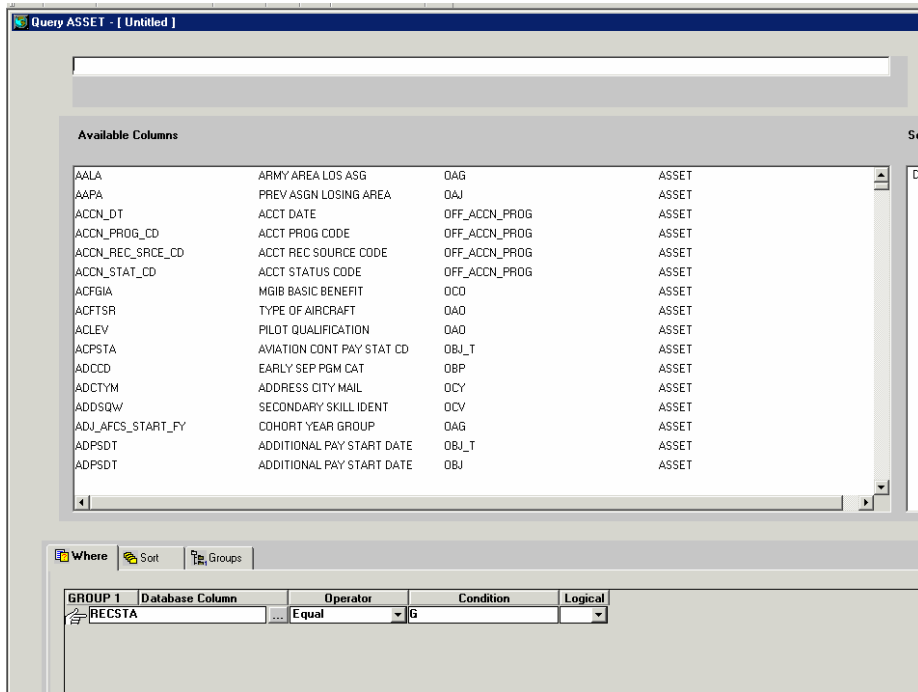 Query ASSET - [ Untitled ]
Available Columns
AALA ARMY AREA LOS ASG OAG ASSET
AAPA PREV ASGN LOSING AREA OAJ ASSET
ACCN_DT ACCT DATE OFF_ACCN_PROG ASSET
ACCN_PROG_CD ACCT PROG CODE OFF_ACCN_PROG ASSET
ACCN_REC_SRCE_CD ACCT REC SOURCE CODE OFF_ACCN_PROG ASSET
ACCN_STAT_CD ACCT STATUS CODE OFF_ACCN_PROG ASSET
ACFGIA MGIB BASIC BENEFIT OCO ASSET
ACFTSR TYPE OF AIRCRAFT OAO ASSET
ACLEV PILOT QUALIFICATION OAO ASSET
ACPSTA AVIATION CONT PAY STAT CD OBJ_T ASSET
ADCCD EARLY SEP PGM CAT OBP ASSET
ADCTYM ADDRESS CITY MAIL OCY ASSET
ADDSQW SECONDARY SKILL IDENT OCV ASSET
ADJ_AFCS_START_FY COHORT YEAR GROUP OAG ASSET
ADPSDT ADDITIONAL PAY START DATE OBJ_T ASSET
ADPSDT ADDITIONAL PAY START DATE OBJ ASSET
Where Sort Groups
GROUP 1 Database Column Operator Condition Logical
RECSTA ... Equal G